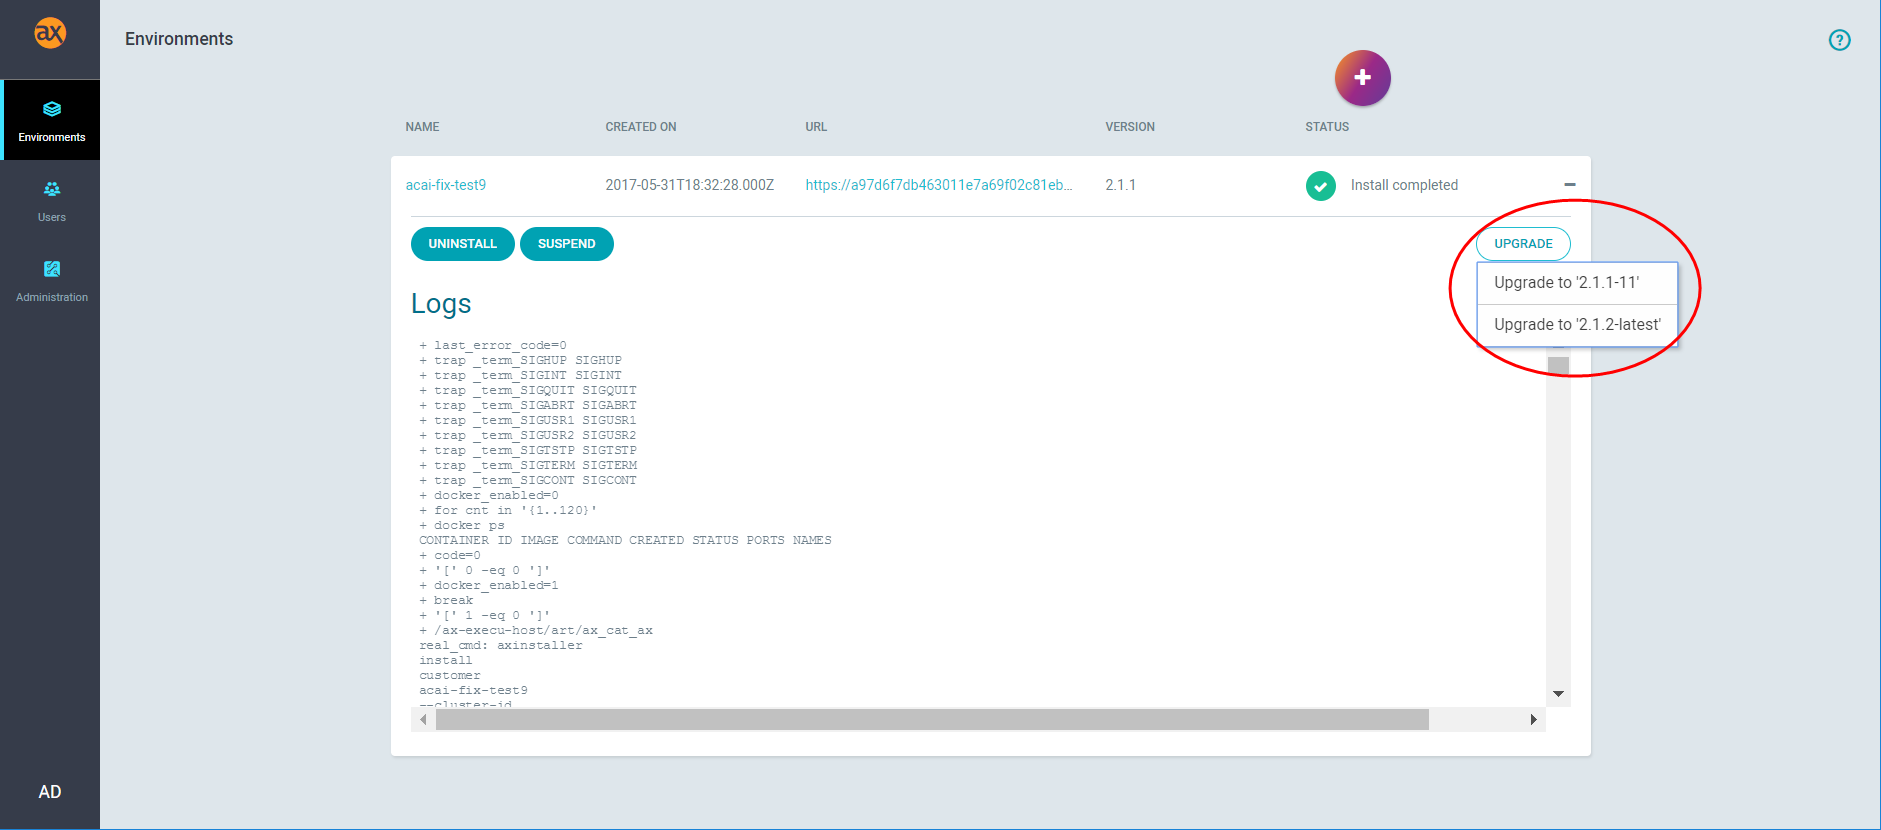 ax
Environments
?
Environments
Users
Administration
AD
NAME CREATED ON URL VERSION STATUS
acai-fix-test9 2017-05-31T18:32:28.000Z https://a97d6f7db463011e7a69f02c81eb... 2.1.1 Install completed
UNINSTALL SUSPEND UPGRADE
Upgrade to '2.1.1-11'
Upgrade to '2.1.2-latest'
Logs
+ last_error_code=0
+ trap _term_SIGHUP SIGHUP
+ trap _term_SIGINT SIGINT
+ trap _term_SIGQUIT SIGQUIT
+ trap _term_SIGABRT SIGABRT
+ trap _term_SIGUSR1 SIGUSR1
+ trap _term_SIGUSR2 SIGUSR2
+ trap _term_SIGTSTP SIGTSTP
+ trap _term_SIGTERM SIGTERM
+ trap _term_SIGCONT SIGCONT
+ docker_enabled=0
+ for cnt in '{1..120}'
+ docker ps
CONTAINER ID IMAGE COMMAND CREATED STATUS PORTS NAMES
+ code=0
+ '[' 0 -eq 0 ']'
+ docker_enabled=1
+ break
+ '[' 1 -eq 0 ']'
+ /ax-execu-host/art/ax_cat_ax
real_cmd: axinstaller
install
customer
acai-fix-test9
--cluster-id